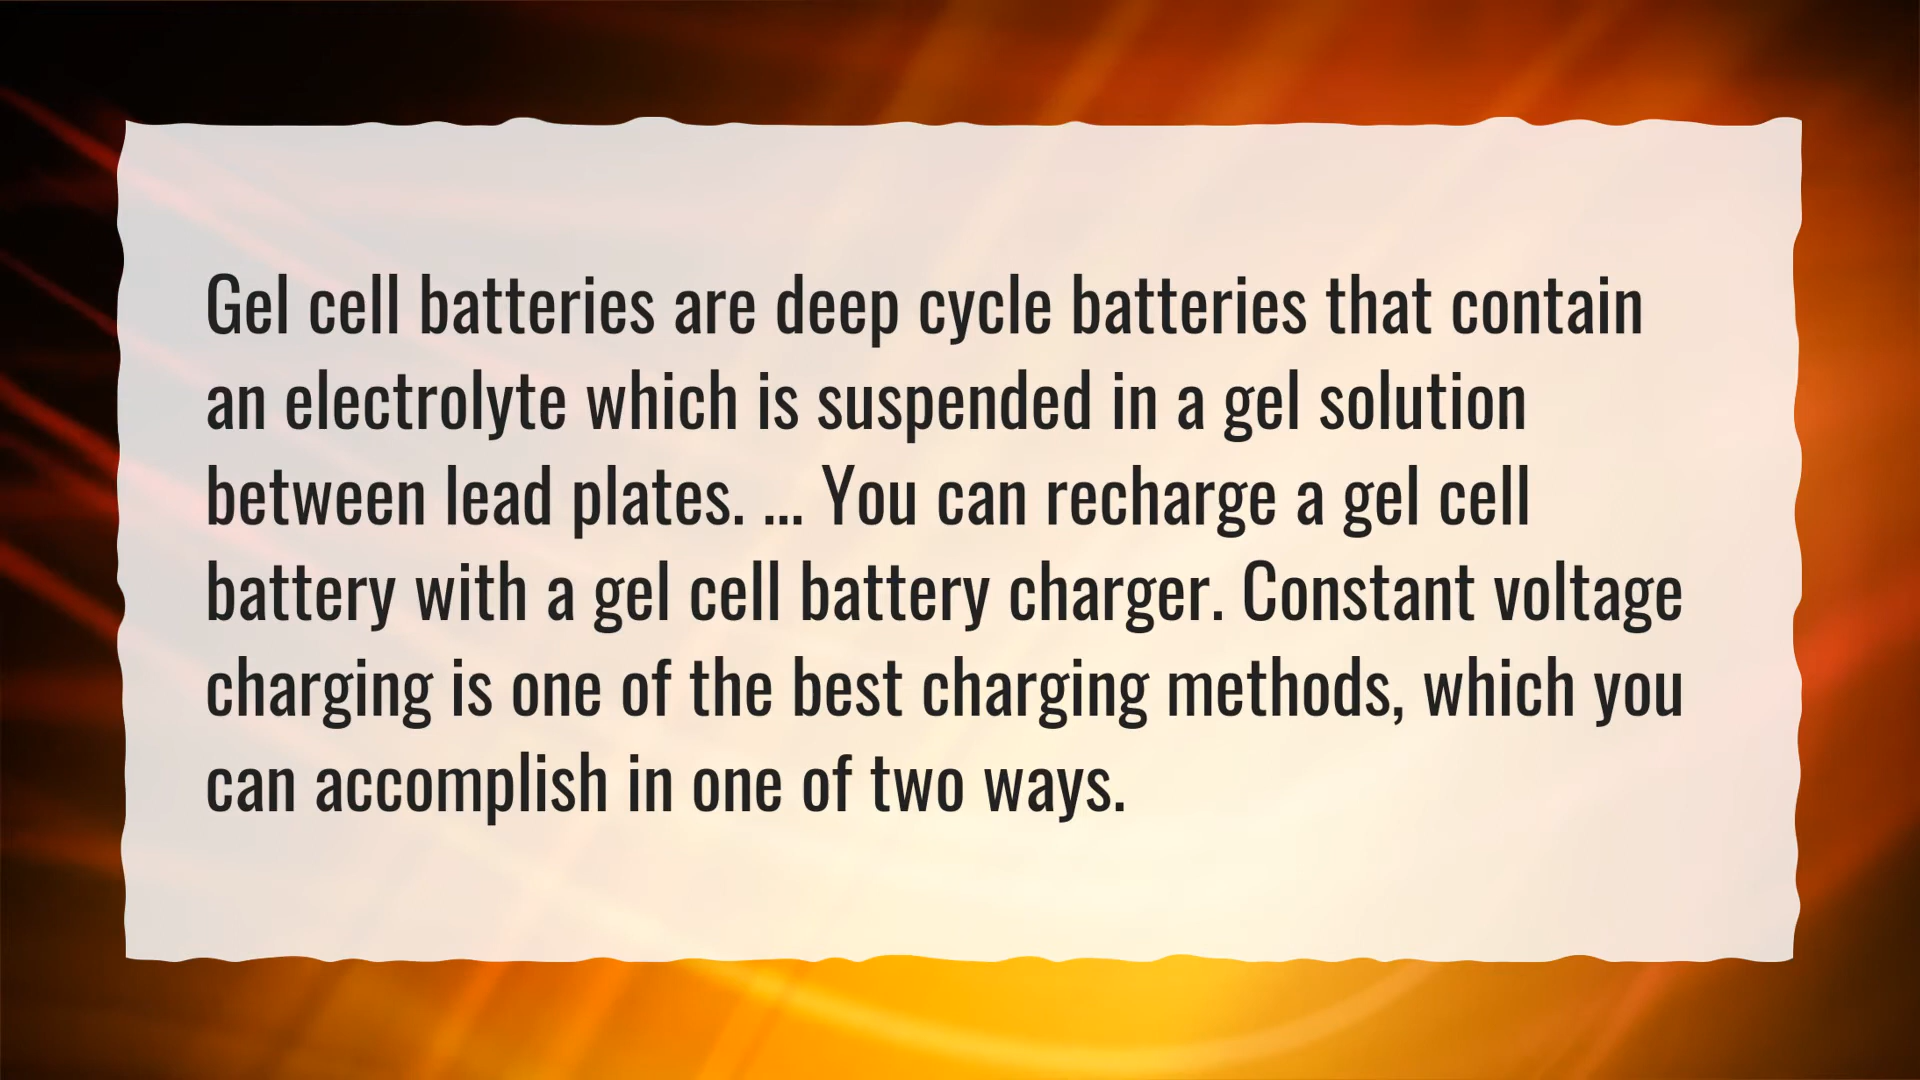 Gel cell batteries are deep cycle batteries that contain
an electrolyte which is suspended in a gel solution
between lead plates. ... You can recharge a gel cell
battery with a gel cell battery charger. Constant voltage
charging is one of the best charging methods, which you
can accomplish in one of two ways.